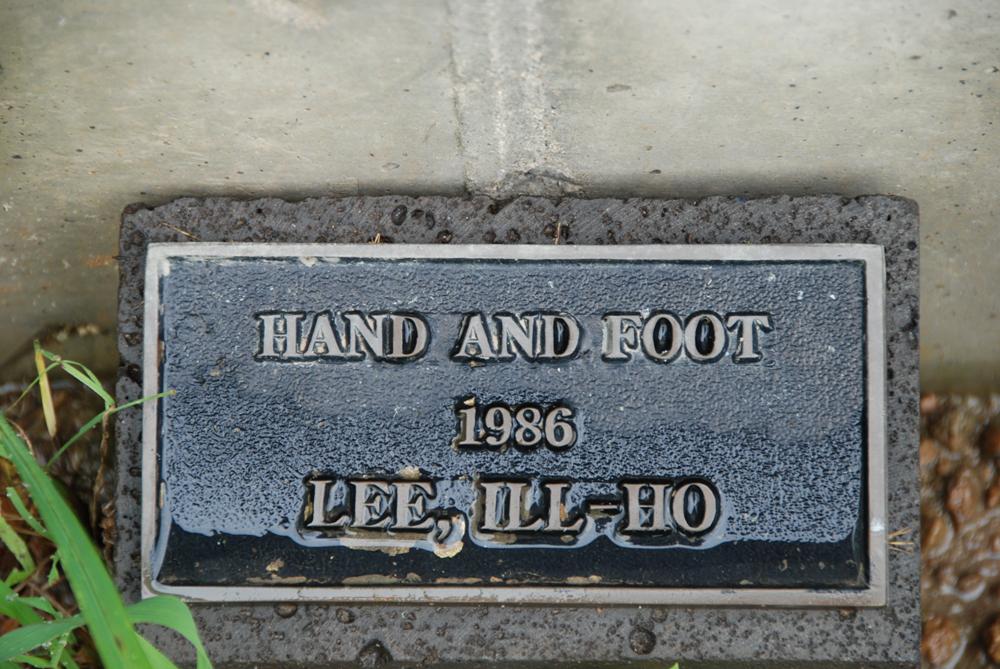 HAND AND FOOT
1986
LEE, ILL-HO